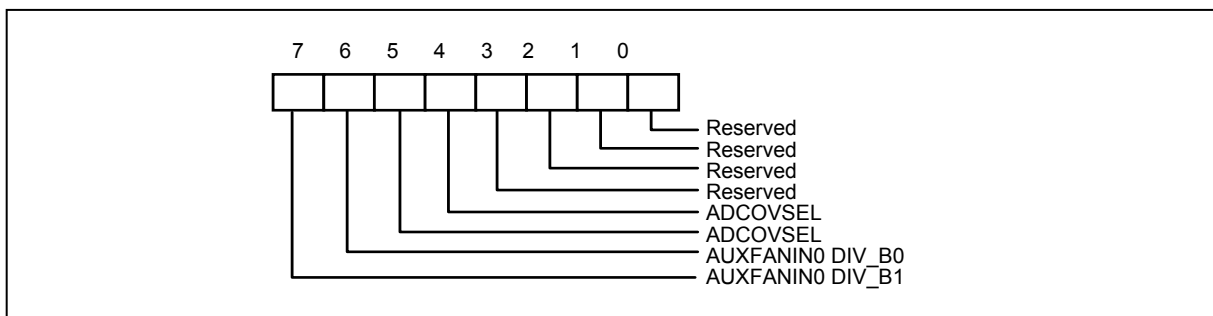 7 6 5 4 3 2 1 0
Reserved
Reserved
Reserved
Reserved
ADCOVSEL
ADCOVSEL
AUXFANIN0 DIV_B0
AUXFANIN0 DIV_B1